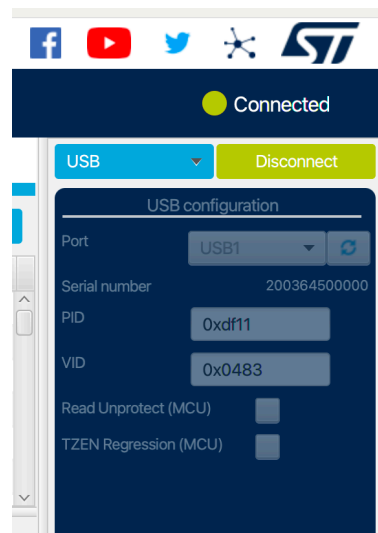 f
ST
Connected
USB
Disconnect
USB configuration
Port
USB1
Serial number
200364500000
PID
0xdf11
VID
0x0483
Read Unprotect (MCU)
TZEN Regression (MCU)